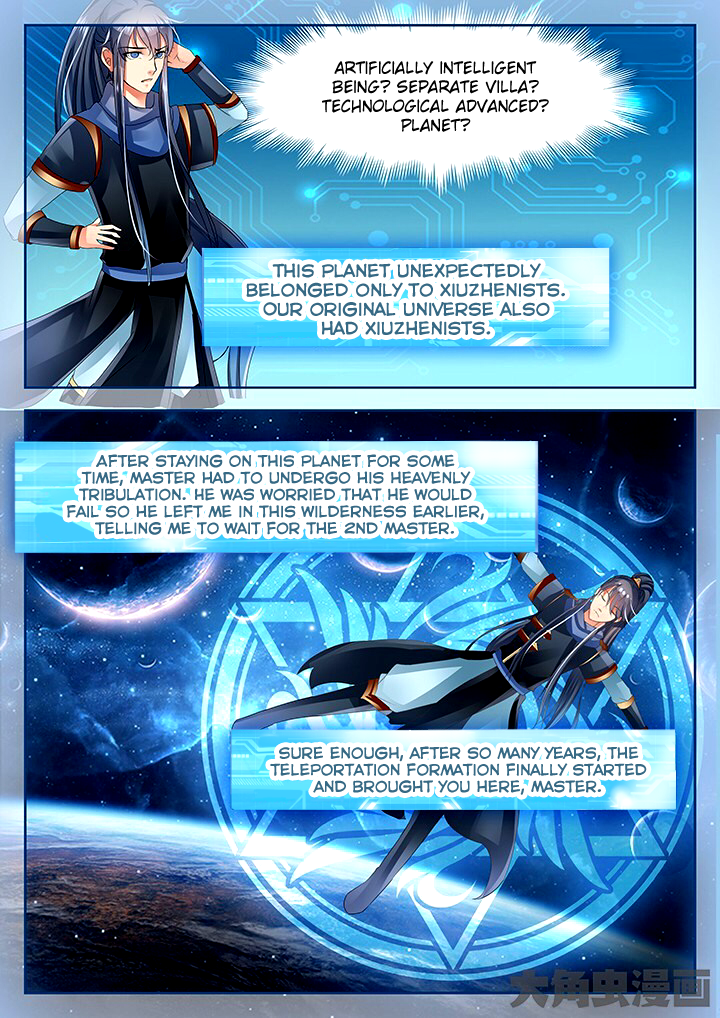 ARTIFICIALLY INTELLIGENT
BEING? SEPARATE VILLA?
TECHNOLOGICAL ADVANCED?
PLANET?
THIS PLANET UNEXPECTEDLY
BELONGED ONLY TO XIUZHENISTS.
OUR ORIGINAL UNIVERSE ALSO
HAD XIUZHENISTS.
AFTER STAYING ON THIS PLANET FOR SOME
TIME, MASTER HAD TO UNDERGO HIS HEAVENLY
TRIBULATION. HE WAS WORRIED THAT HE WOULD
FAIL SO HE LEFT ME IN THIS WILDERNESS EARLIER,
TELLING ME TO WAIT FOR THE 2ND MASTER.
SURE ENOUGH, AFTER SO MANY YEARS, THE
TELEPORTATION FORMATION FINALLY STARTED
AND BROUGHT YOU HERE, MASTER.
大角虫漫画